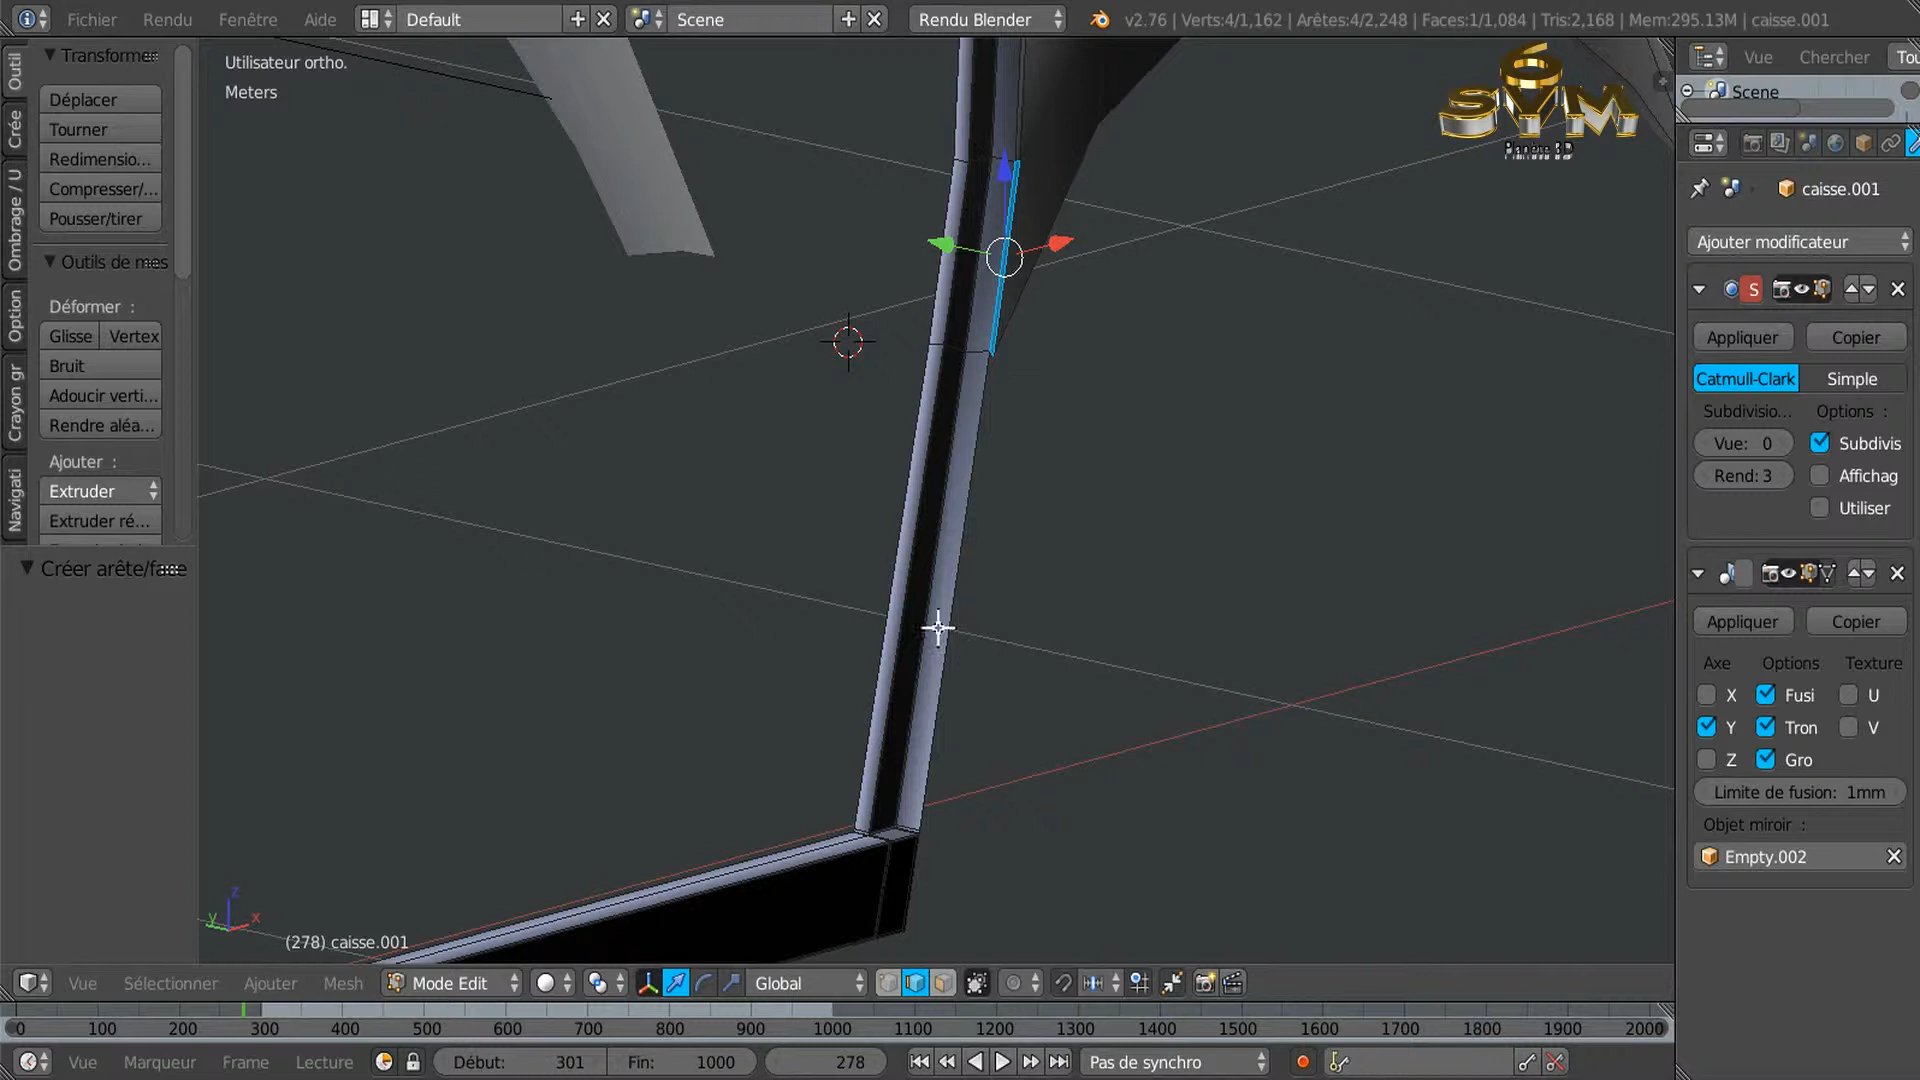 Fichier Rendu Fenêtre Aide Default Scene Rendu Blender v2.76 | Verts:4/1,162 | Arêtes:4/2,248 | Faces:1/1,084 | Tris:2,168 | Mem:295.13M | caisse.001
Outil
Crée
Ombrage / U
Option
Crayon gr
Navigati
Transforme
Déplacer
Tourner
Redimensio...
Compresser/...
Pousser/tirer
Outils de mes
Déformer :
Glisse Vertex
Bruit
Adoucir verti...
Rendre aléa...
Ajouter :
Extruder
Extruder ré...
Créer arête/face
Utilisateur ortho.
Meters
6
SYM
z
y x
(278) caisse.001
Vue Chercher Tou
Scene
caisse.001
Ajouter modificateur
S
Appliquer Copier
Catmull-Clark Simple
Subdivisio... Options :
Vue: 0 Subdivis
Rend: 3 Affichag
Utiliser
Appliquer Copier
Axe Options Texture
X Fusi U
Y Tron V
Z Gro
Limite de fusion: 1mm
Objet miroir :
Empty.002
Vue Sélectionner Ajouter Mesh Mode Edit Global
0 100 200 300 400 500 600 700 800 900 1000 1100 1200 1300 1400 1500 1600 1700 1800 1900 2000
Vue Marqueur Frame Lecture Début: 301 Fin: 1000 278 Pas de synchro